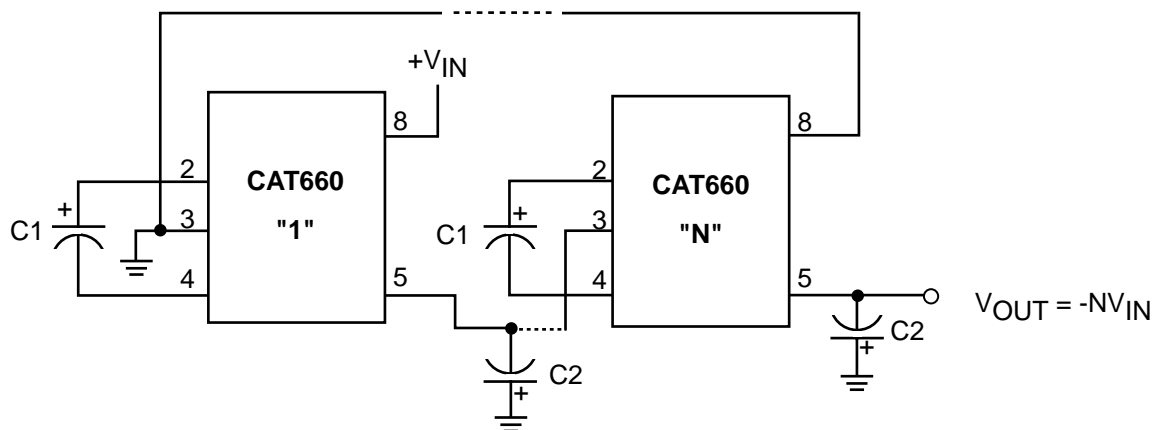 +VIN
8
8
2
CAT660
2
CAT660
+
+
C1
3
"1"
C1
3
"N"
4
5
4
5
VOUT = -NVIN
C2
+
C2
+